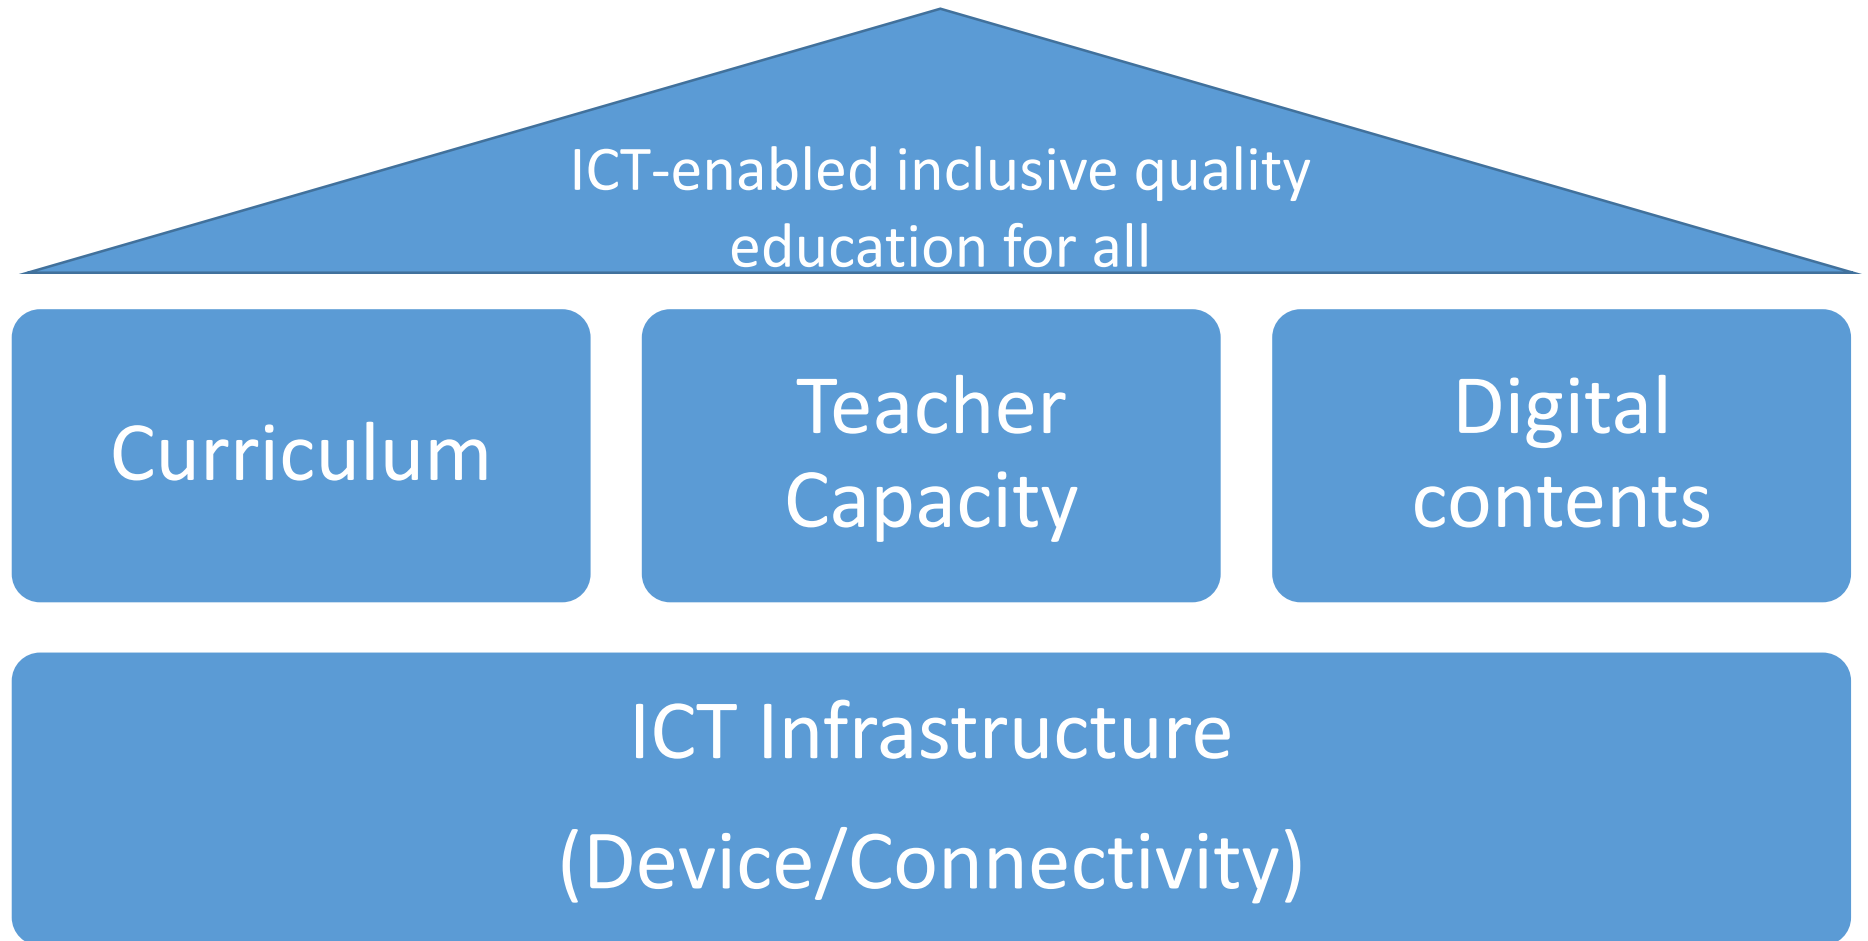 ICT-enabled inclusive quality
education for all
Curriculum
Teacher
Capacity
Digital
contents
ICT Infrastructure
(Device/Connectivity)